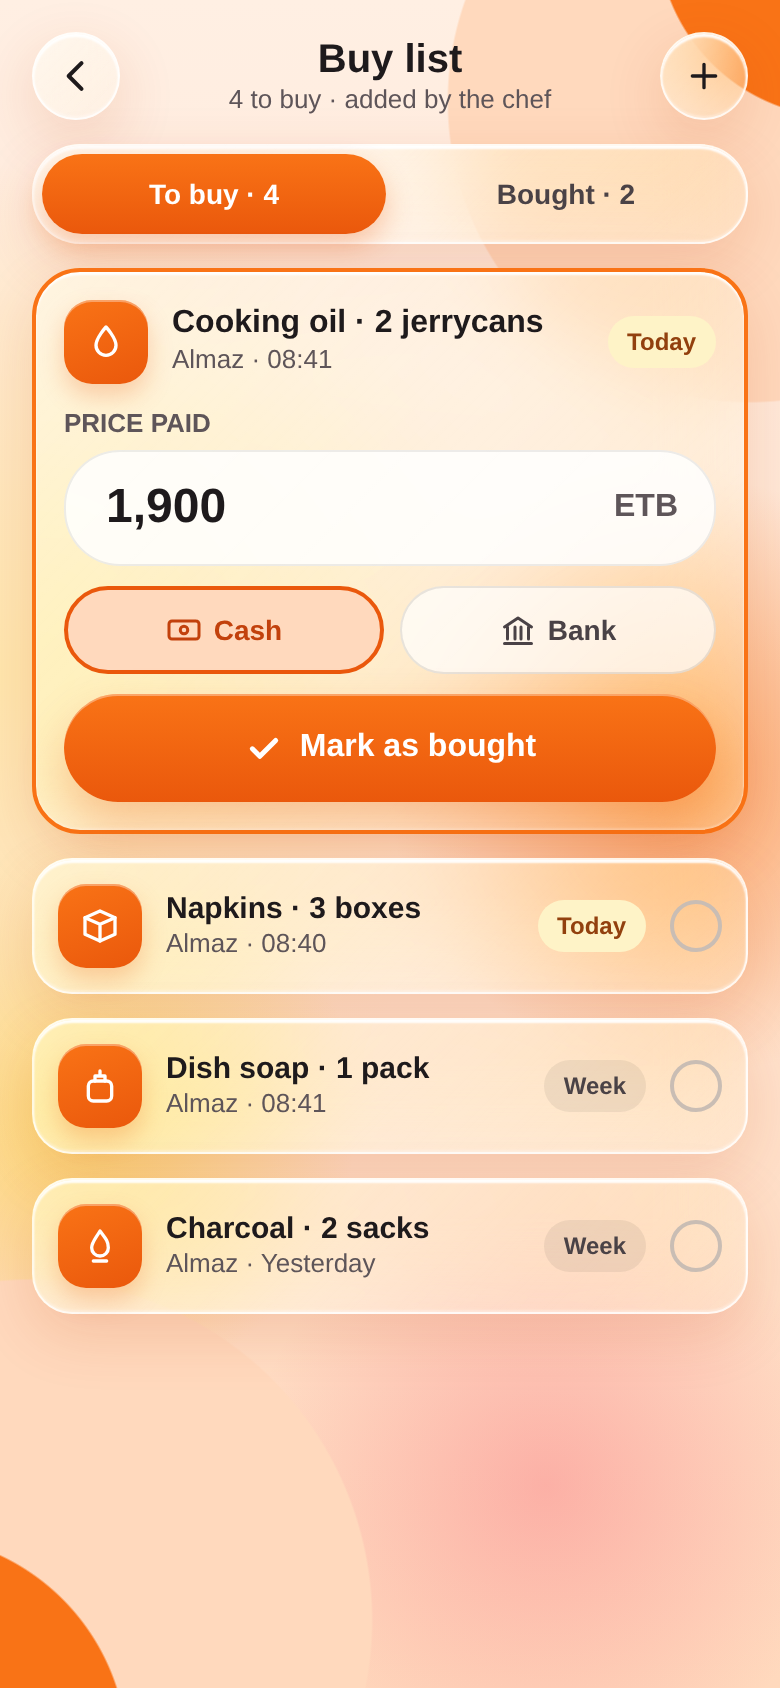 Buy list
4 to buy · added by the chef
To buy · 4
Bought · 2
Cooking oil · 2 jerrycans
Almaz · 08:41
Today
PRICE PAID
1,900
ETB
Cash
Bank
Mark as bought
Napkins · 3 boxes
Almaz · 08:40
Today
Dish soap · 1 pack
Almaz · 08:41
Week
Charcoal · 2 sacks
Almaz · Yesterday
Week